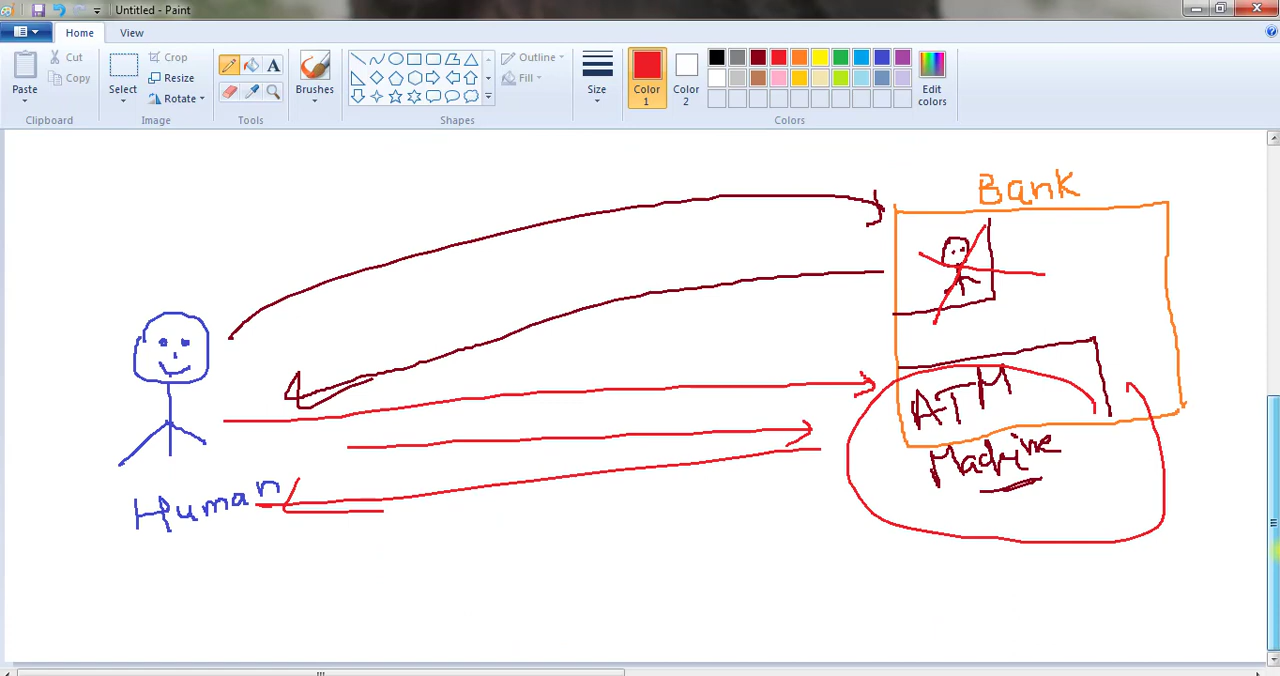 Untitled - Paint
Home View
Cut
Copy
Paste
Clipboard
Crop
Resize
Rotate
Select
Image
Tools
Brushes
Outline
Fill
Shapes
Size
Color 1
Color 2
Edit colors
Colors
Bank
ATM
Machine
Human